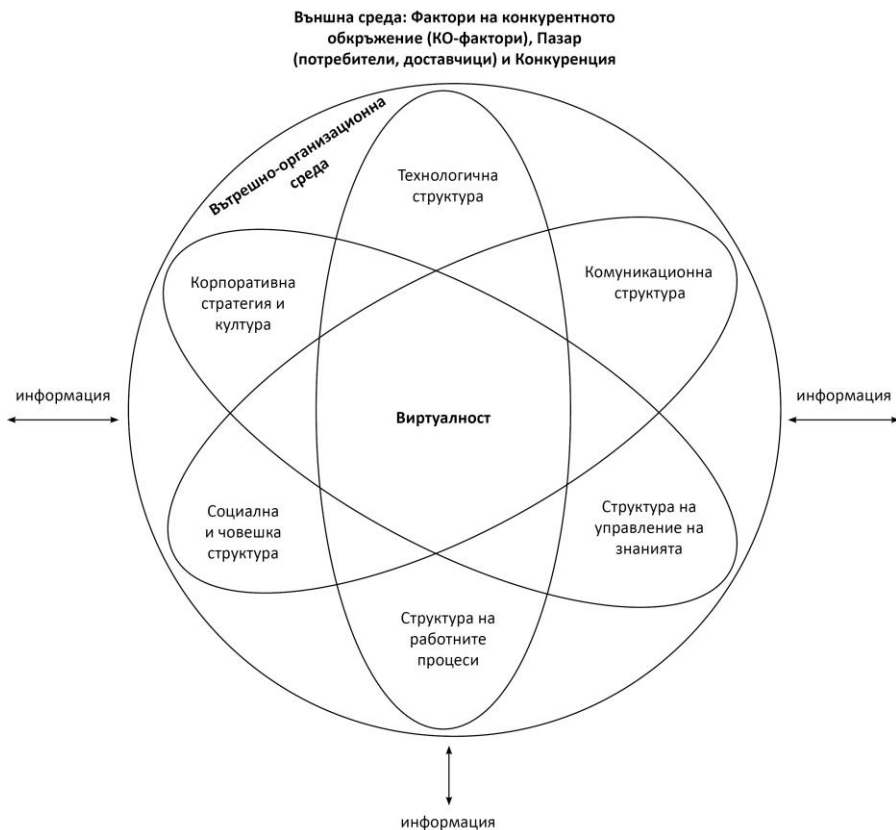 Външна среда: Фактори на конкурентното
обкръжение (КО-фактори), Пазар
(потребители, доставчици) и Конкуренция
Вътрешно-организационна
среда
Технологична
структура
Корпоративна
стратегия и
култура
Комуникационна
структура
информация
информация
Виртуалност
Социална
и човешка
структура
Структура на
управление на
знанията
Структура на
работните
процеси
информация